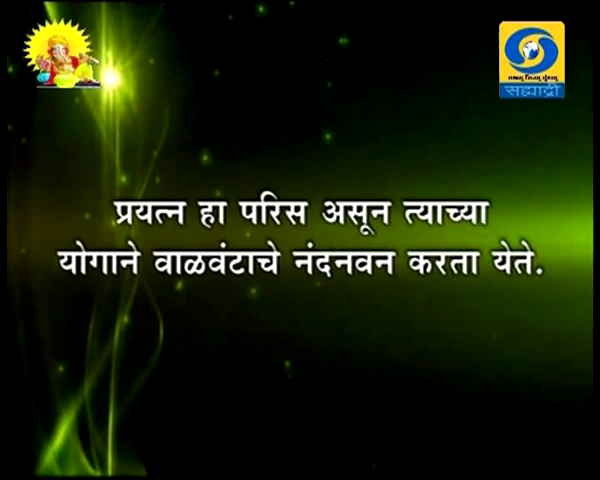 सह्याद्री
प्रयत्न हा परिस असून त्याच्या
योगाने वाळवंटाचे नंदनवन करता येते.